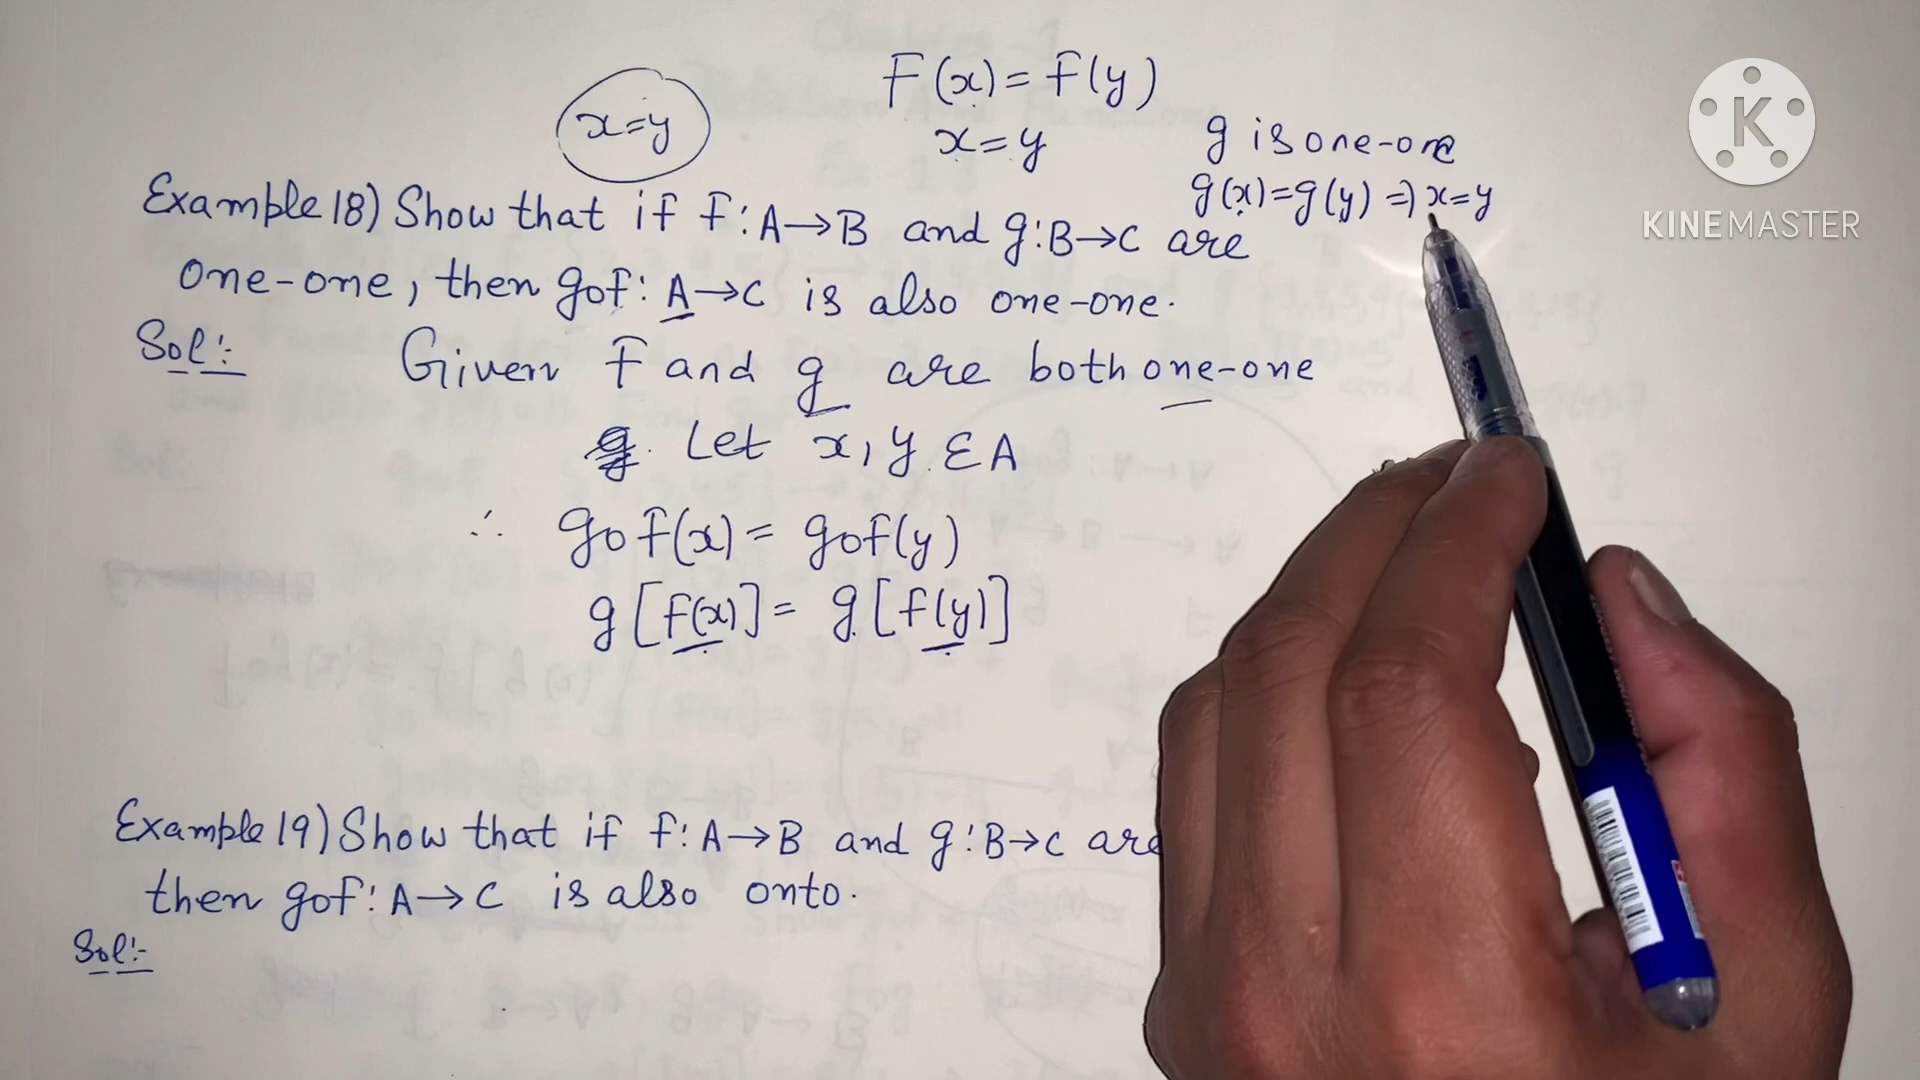 F(x) = f(y)
x=y
x=y
g is one-one
g(x)=g(y) => x=y
K
KINEMASTER
Example 18) Show that if f: A→B and g: B→C are
one-one, then gof: A→C is also one-one.
Sol:-
Given f and g are both one-one
Let x, y ∈ A
∴ gof(x) = gof(y)
g[f(x)] = g[f(y)]
Example 19) Show that if f: A→B and g: B→C are
then gof: A→C is also onto.
Sol:-